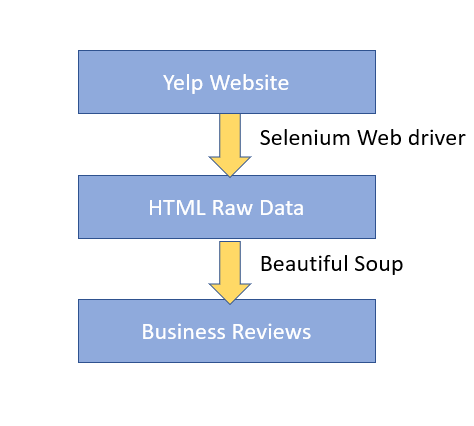 Yelp Website
Selenium Web driver
HTML Raw Data
Beautiful Soup
Business Reviews